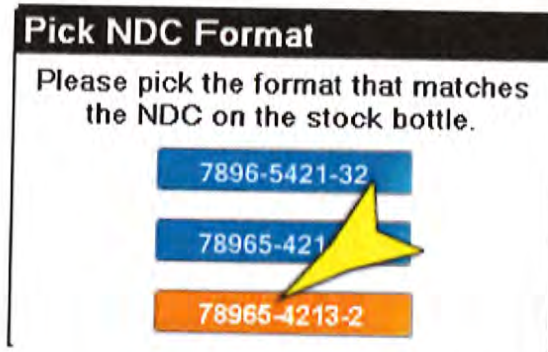 Pick NDC Format
Please pick the format that matches
the NDC on the stock bottle.
7896-5421-32
78965-421
78965-4213-2